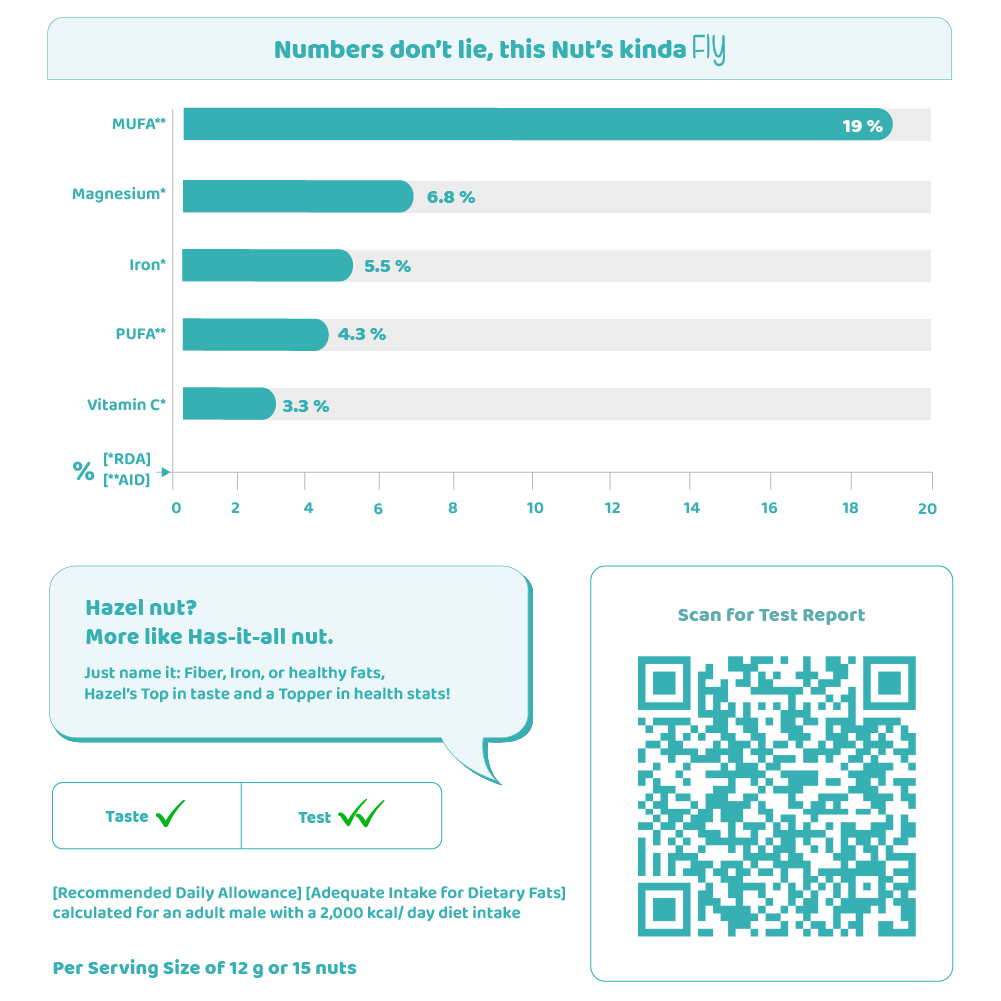 Numbers don't lie, this Nut's kinda Fly
MUFA**
19 %
Magnesium*
6.8 %
Iron*
5.5 %
PUFA**
4.3 %
Vitamin C*
3.3 %
% [*RDA]
[**AID]
0 2 4 6 8 10 12 14 16 18 20
Hazel nut?
More like Has-it-all nut.
Just name it: Fiber, Iron, or healthy fats,
Hazel's Top in taste and a Topper in health stats!
Taste
Test
[Recommended Daily Allowance] [Adequate Intake for Dietary Fats]
calculated for an adult male with a 2,000 kcal/ day diet intake
Per Serving Size of 12 g or 15 nuts
Scan for Test Report